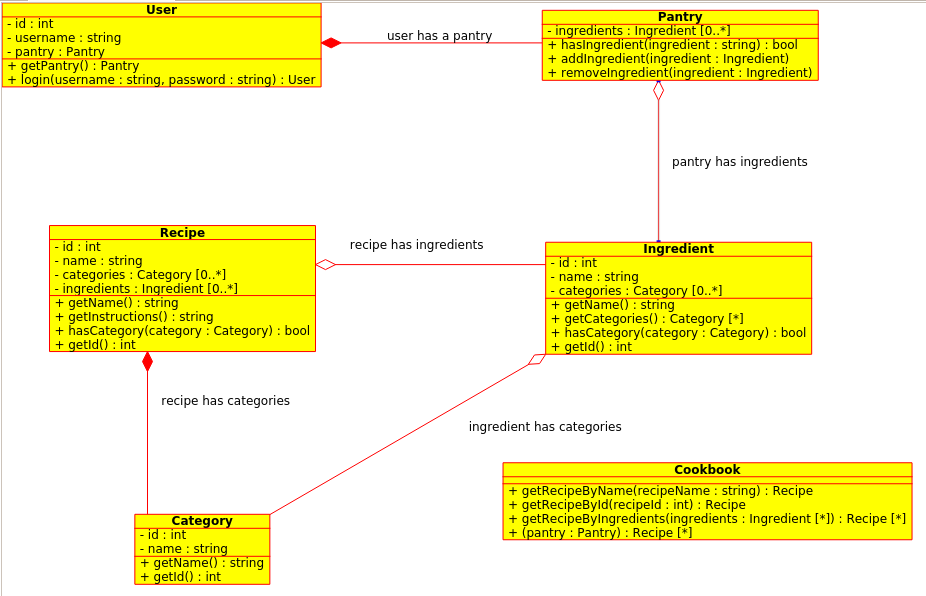 User
- id : int
- username : string
- pantry : Pantry
+ getPantry() : Pantry
+ login(username : string, password : string) : User
user has a pantry
Pantry
- ingredients : Ingredient [0..*]
+ hasIngredient(ingredient : string) : bool
+ addIngredient(ingredient : Ingredient)
+ removeIngredient(ingredient : Ingredient)
pantry has ingredients
Recipe
- id : int
- name : string
- categories : Category [0..*]
- ingredients : Ingredient [0..*]
+ getName() : string
+ getInstructions() : string
+ hasCategory(category : Category) : bool
+ getId() : int
recipe has ingredients
Ingredient
- id : int
- name : string
- categories : Category [0..*]
+ getName() : string
+ getCategories() : Category [*]
+ hasCategory(category : Category) : bool
+ getId() : int
recipe has categories
ingredient has categories
Cookbook
+ getRecipeByName(recipeName : string) : Recipe
+ getRecipeById(recipeId : int) : Recipe
+ getRecipeByIngredients(ingredients : Ingredient [*]) : Recipe [*]
+ (pantry : Pantry) : Recipe [*]
Category
- id : int
- name : string
+ getName() : string
+ getId() : int